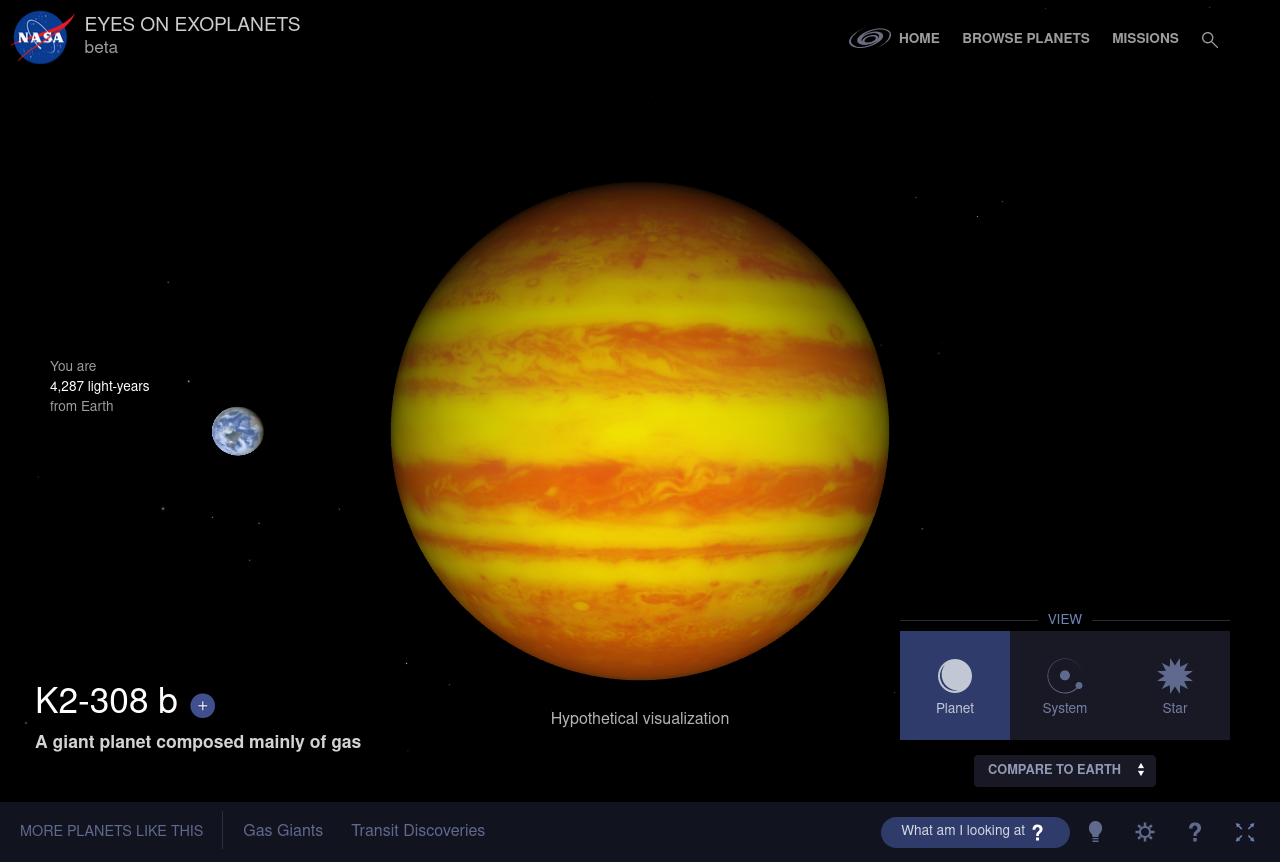 NASA
EYES ON EXOPLANETS
beta
HOME
BROWSE PLANETS
MISSIONS
You are
4,287 light-years
from Earth
K2-308 b +
A giant planet composed mainly of gas
Hypothetical visualization
VIEW
Planet
System
Star
COMPARE TO EARTH
MORE PLANETS LIKE THIS
Gas Giants
Transit Discoveries
What am I looking at ?
?